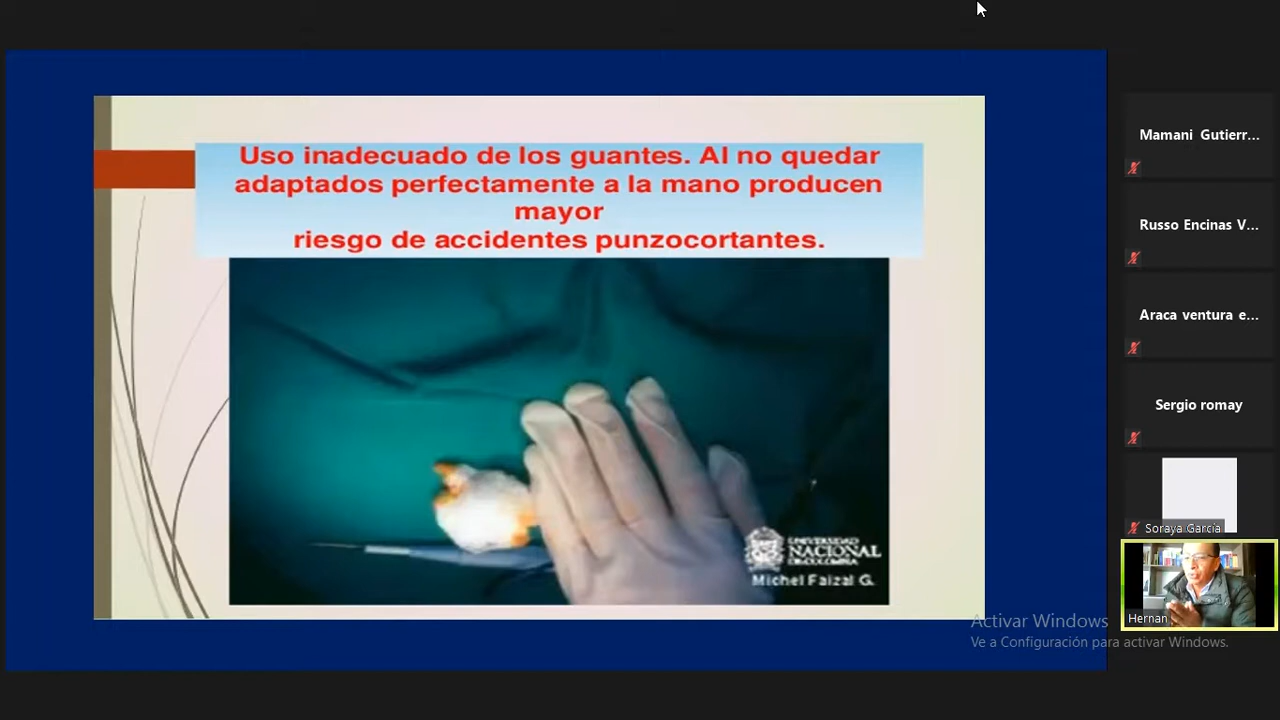 Uso inadecuado de los guantes. Al no quedar
adaptados perfectamente a la mano producen
mayor
riesgo de accidentes punzocortantes.
UNIVERSIDAD
NACIONAL
DE COLOMBIA
Michel Faizal G.
Mamani Gutierr...
Russo Encinas V...
Araca ventura e...
Sergio romay
Soraya Garcia
Hernan
Activar Windows
Ve a Configuración para activar Windows.